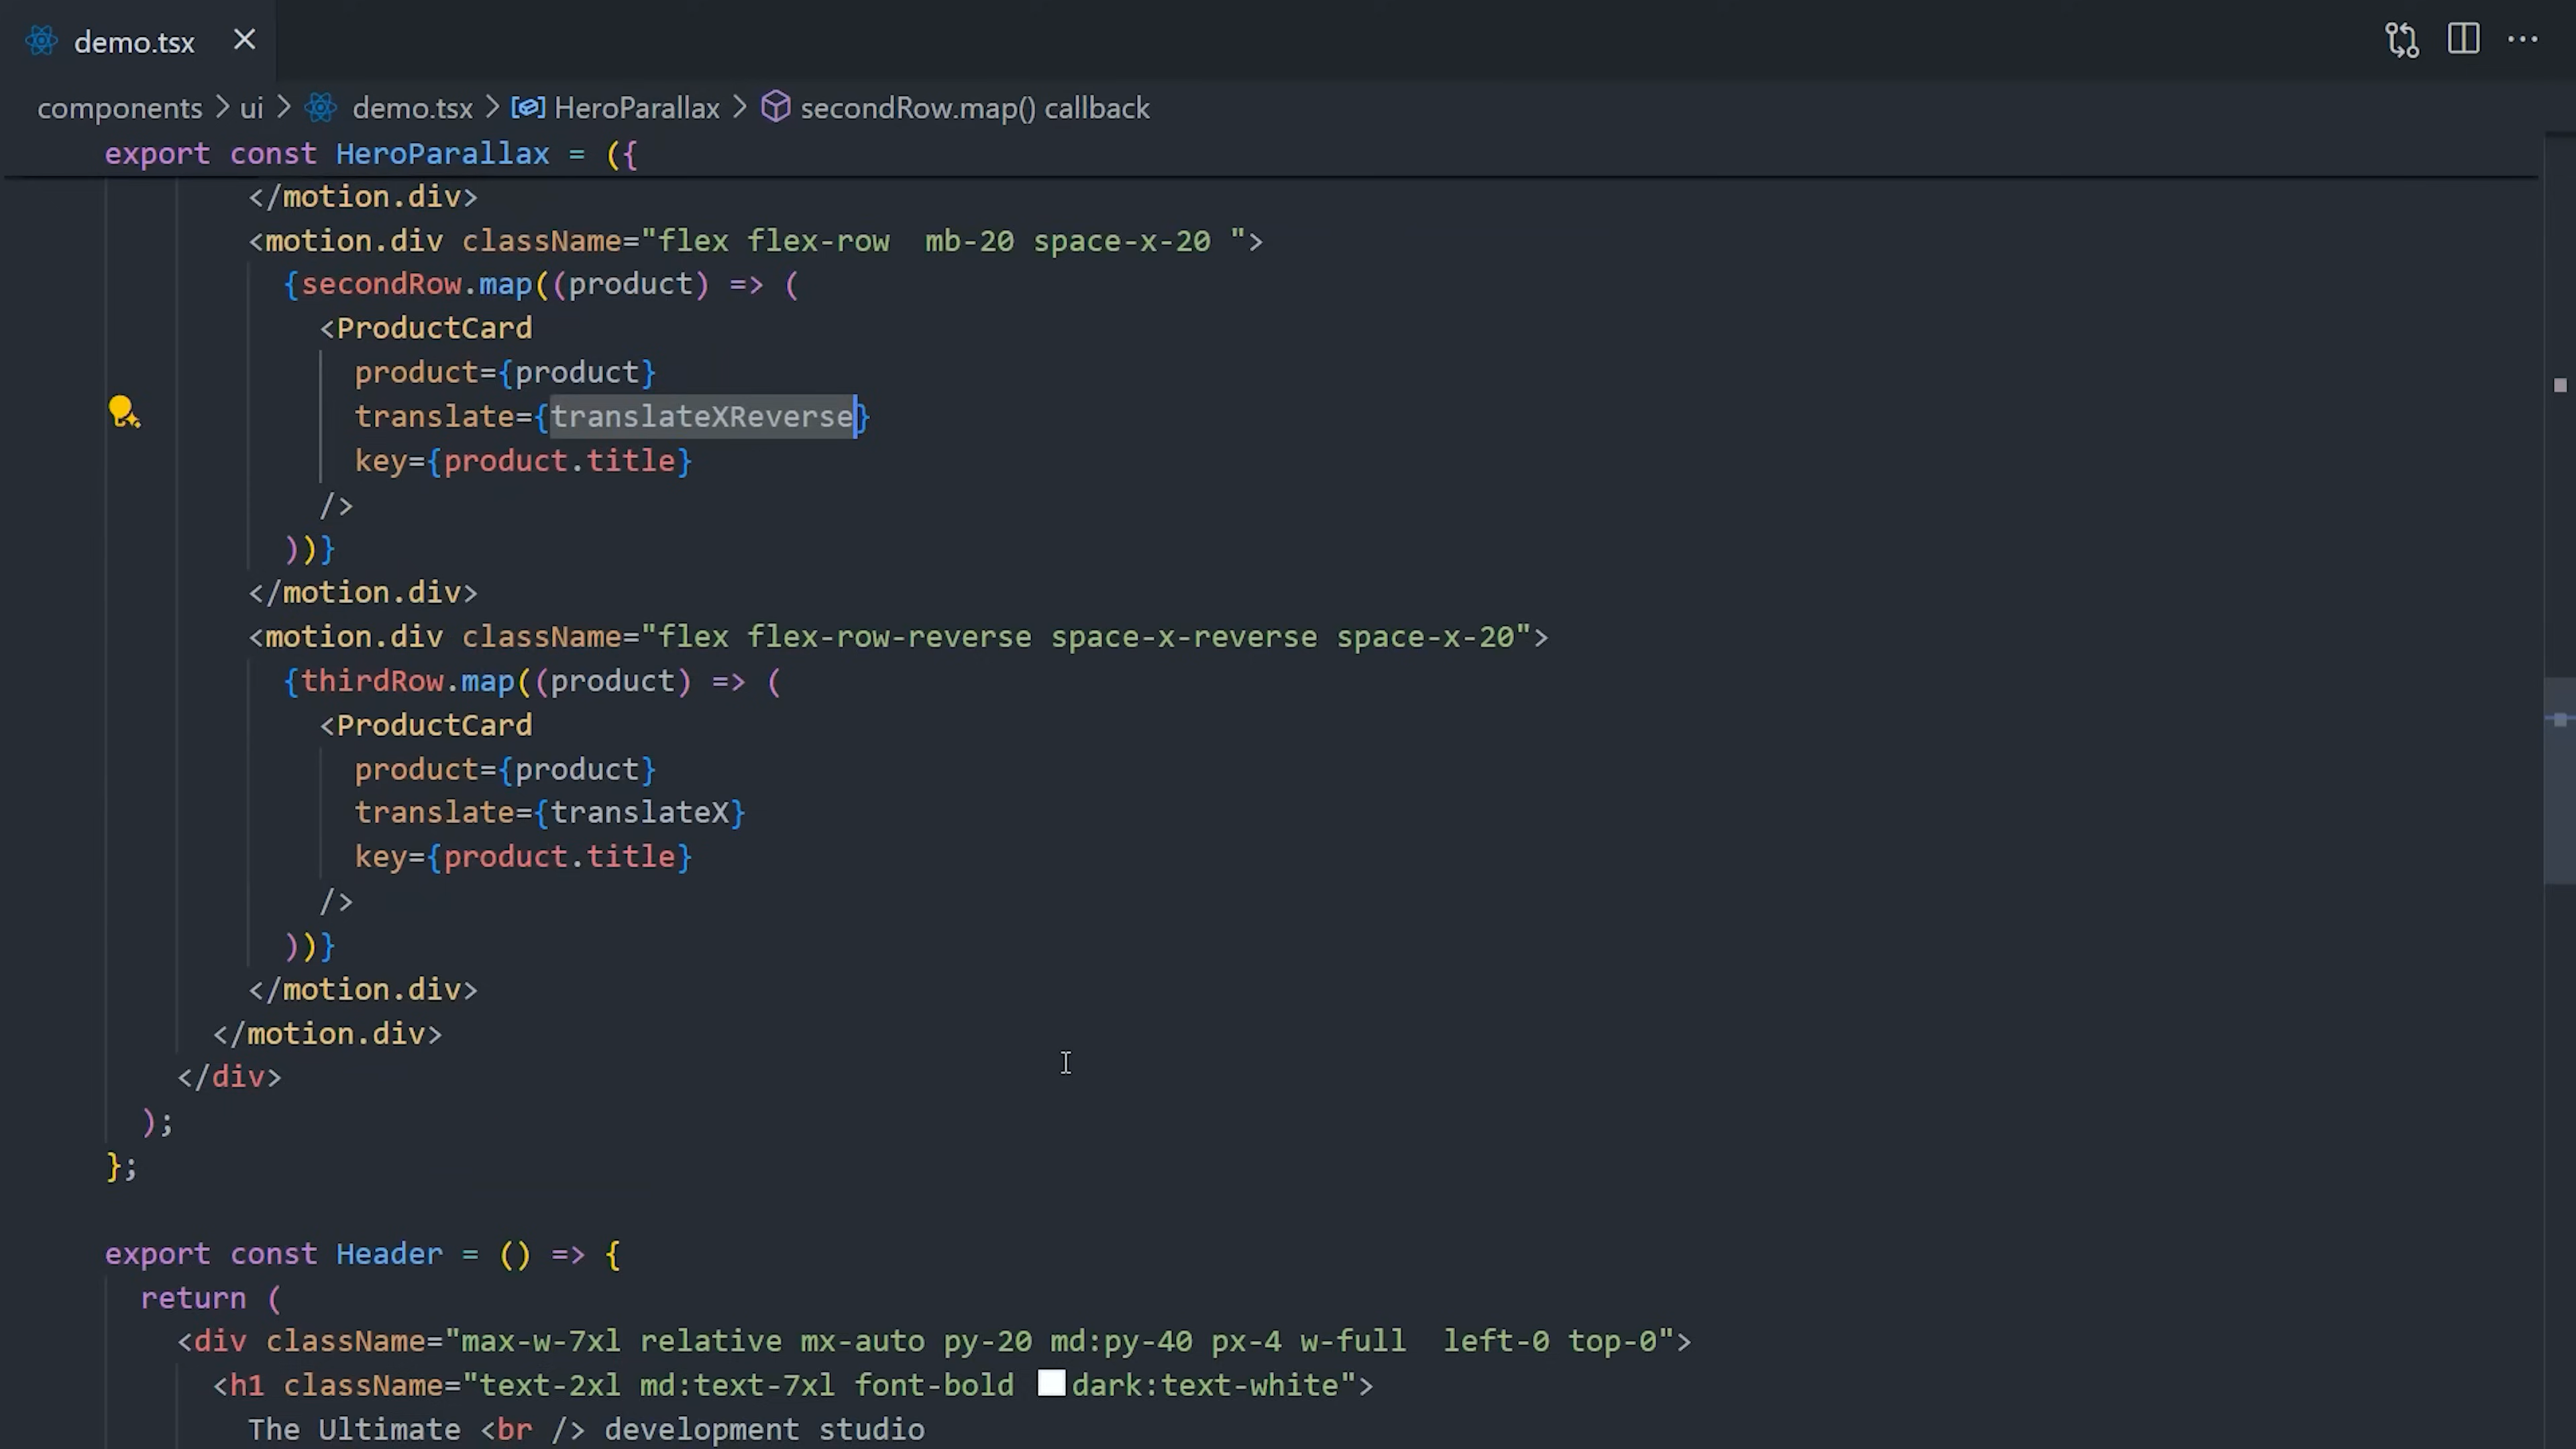 demo.tsx
components > ui > demo.tsx > HeroParallax > secondRow.map() callback
export const HeroParallax = ({
</motion.div>
<motion.div className="flex flex-row  mb-20 space-x-20 ">
{secondRow.map((product) => (
<ProductCard
product={product}
translate={translateXReverse}
key={product.title}
/>
))}
</motion.div>
<motion.div className="flex flex-row-reverse space-x-reverse space-x-20">
{thirdRow.map((product) => (
<ProductCard
product={product}
translate={translateX}
key={product.title}
/>
))}
</motion.div>
</motion.div>
</div>
);
};
export const Header = () => {
return (
<div className="max-w-7xl relative mx-auto py-20 md:py-40 px-4 w-full  left-0 top-0">
<h1 className="text-2xl md:text-7xl font-bold dark:text-white">
The Ultimate <br /> development studio